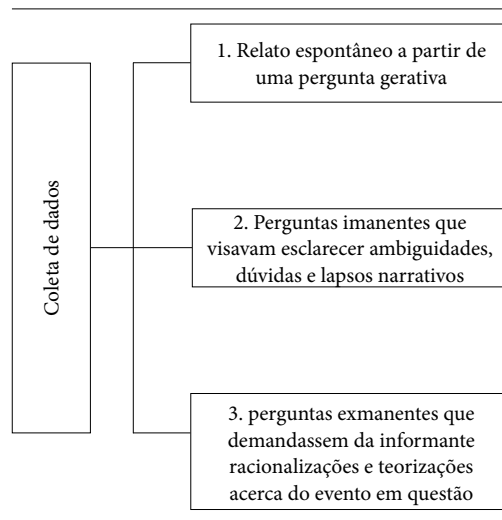 Coleta de dados
1. Relato espontâneo a partir de
uma pergunta gerativa
2. Perguntas imanentes que
visavam esclarecer ambiguidades,
dúvidas e lapsos narrativos
3. perguntas exmanentes que
demandassem da informante
racionalizações e teorizações
acerca do evento em questão